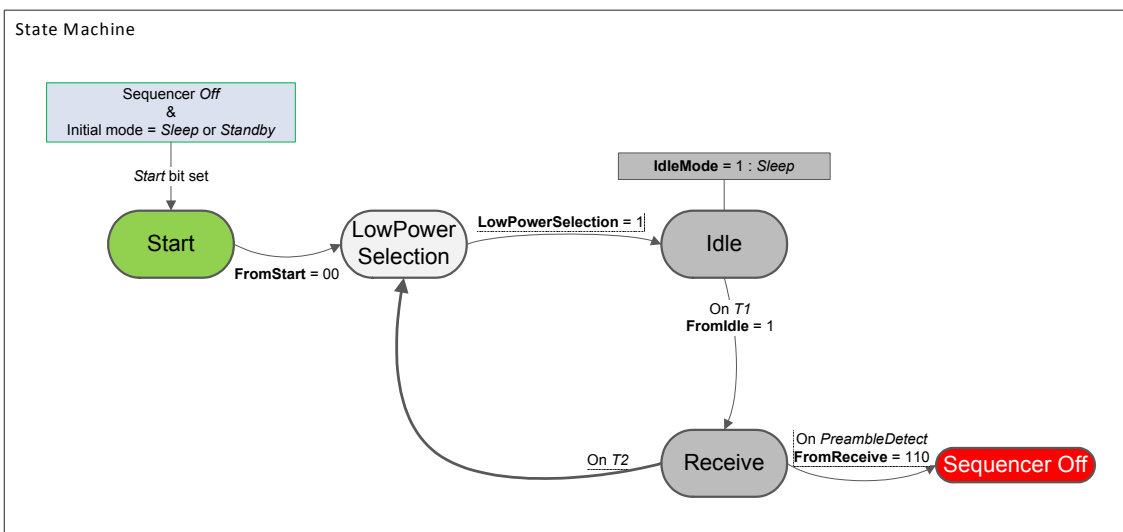 State Machine
Sequencer Off
&
Initial mode = Sleep or Standby
Start bit set
IdleMode = 1 : Sleep
Start
FromStart = 00
LowPower
Selection
LowPowerSelection = 1
Idle
On T1
FromIdle = 1
On T2
Receive
On PreambleDetect
FromReceive = 110
Sequencer Off